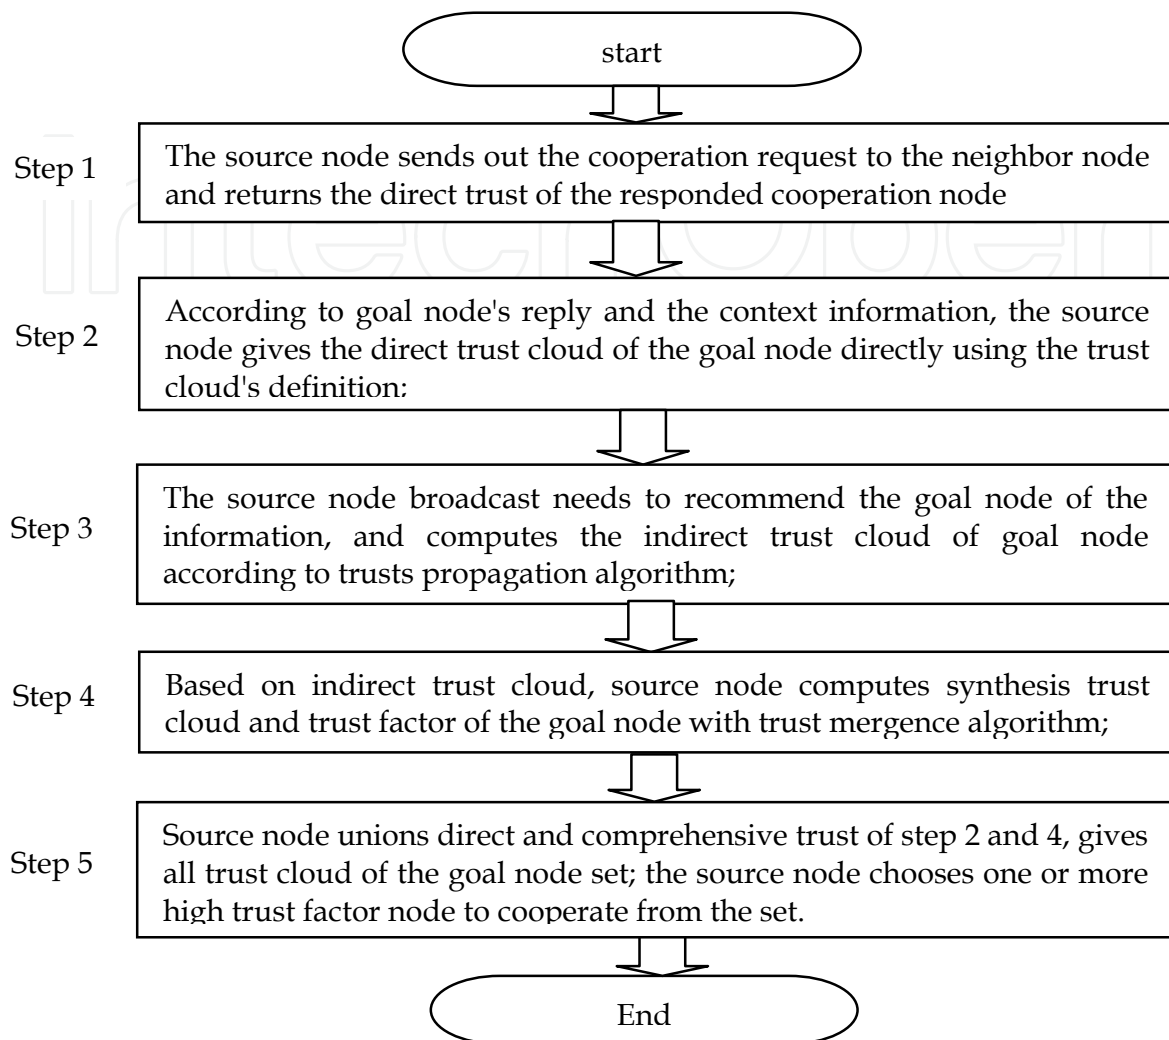 start
Step 1
The source node sends out the cooperation request to the neighbor node
and returns the direct trust of the responded cooperation node
Step 2
According to goal node's reply and the context information, the source
node gives the direct trust cloud of the goal node directly using the trust
cloud's definition;
Step 3
The source node broadcast needs to recommend the goal node of the
information, and computes the indirect trust cloud of goal node
according to trusts propagation algorithm;
Step 4
Based on indirect trust cloud, source node computes synthesis trust
cloud and trust factor of the goal node with trust mergence algorithm;
Step 5
Source node unions direct and comprehensive trust of step 2 and 4, gives
all trust cloud of the goal node set; the source node chooses one or more
high trust factor node to cooperate from the set.
End
intechOpen